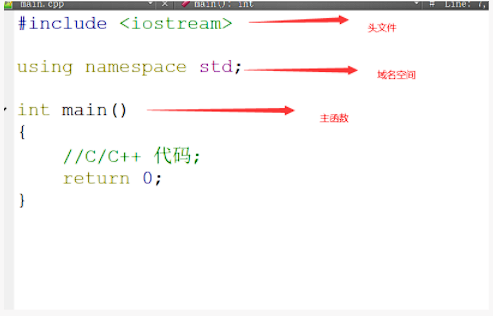 main.cpp × main(): int # Line: 7,
#include <iostream> 头文件
using namespace std; 域名空间
int main() 主函数
{
//C/C++ 代码;
return 0;
}